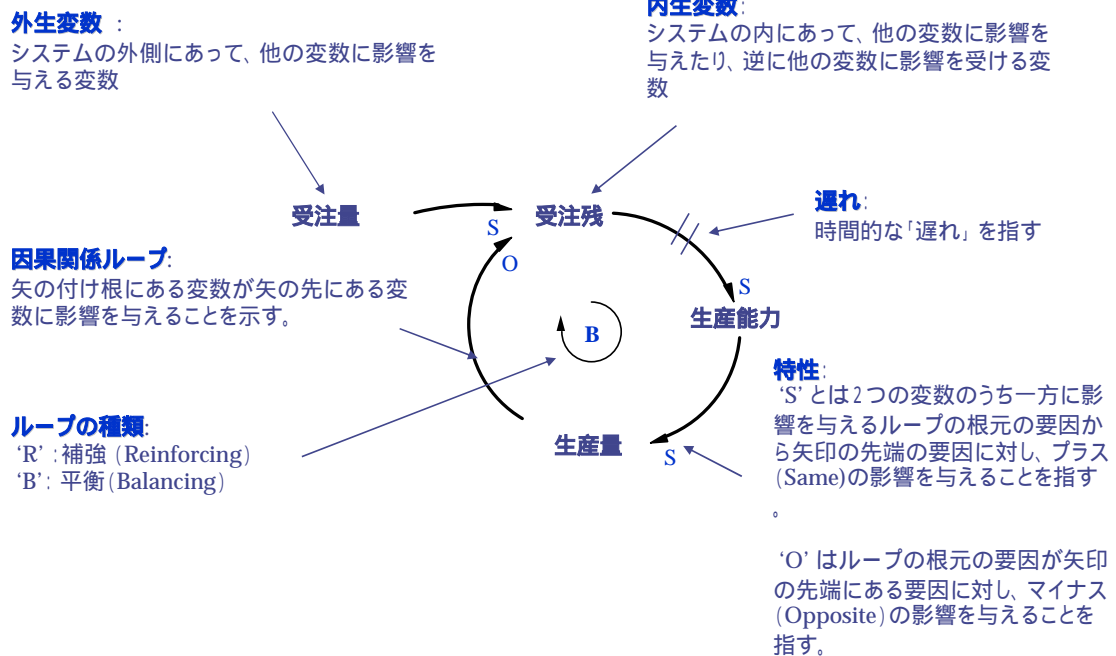 外生変数 :
システムの外側にあって、他の変数に影響を
与える変数
内生変数:
システムの内にあって、他の変数に影響を
与えたり、逆に他の変数に影響を受ける変
数
受注量
S
受注残
O
遅れ:
時間的な「遅れ」を指す
因果関係ループ:
矢の付け根にある変数が矢の先にある変
数に影響を与えることを示す。
S
生産能力
B
ループの種類:
‘R’:補強 (Reinforcing)
‘B’: 平衡(Balancing)
生産量
S
特性:
‘S’とは2つの変数のうち一方に影
響を与えるループの根元の要因か
ら矢印の先端の要因に対し、プラス
(Same)の影響を与えることを指す
。
‘O’はループの根元の要因が矢印
の先端にある要因に対し、マイナス
(Opposite)の影響を与えることを
指す。